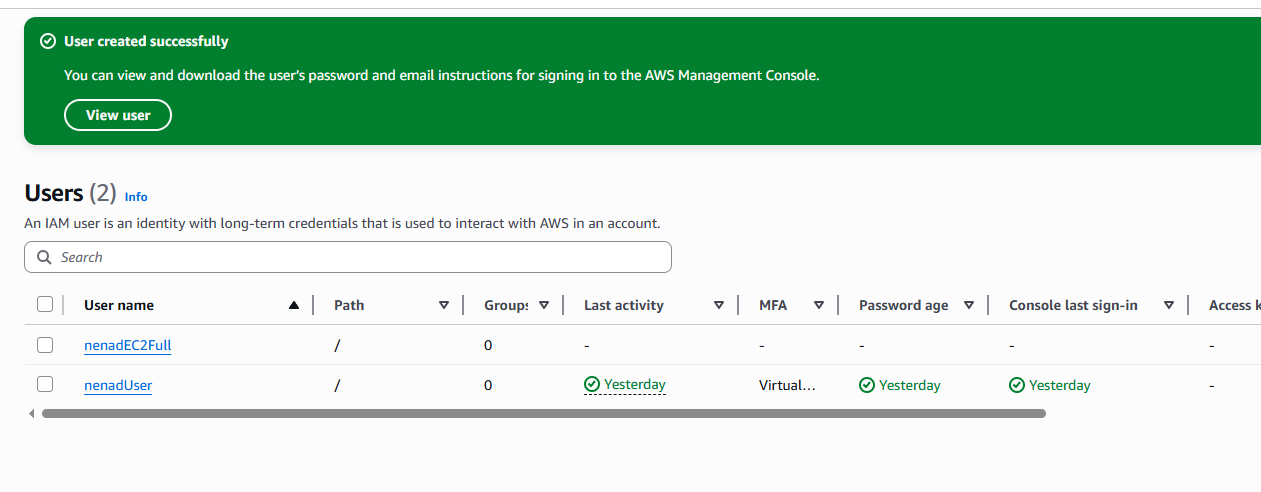 User created successfully
You can view and download the user's password and email instructions for signing in to the AWS Management Console.
View user
Users (2) Info
An IAM user is an identity with long-term credentials that is used to interact with AWS in an account.
Search
User name Path Groups Last activity MFA Password age Console last sign-in Access k
nenadEC2Full / 0 - - - - -
nenadUser / 0 Yesterday Virtual... Yesterday Yesterday -